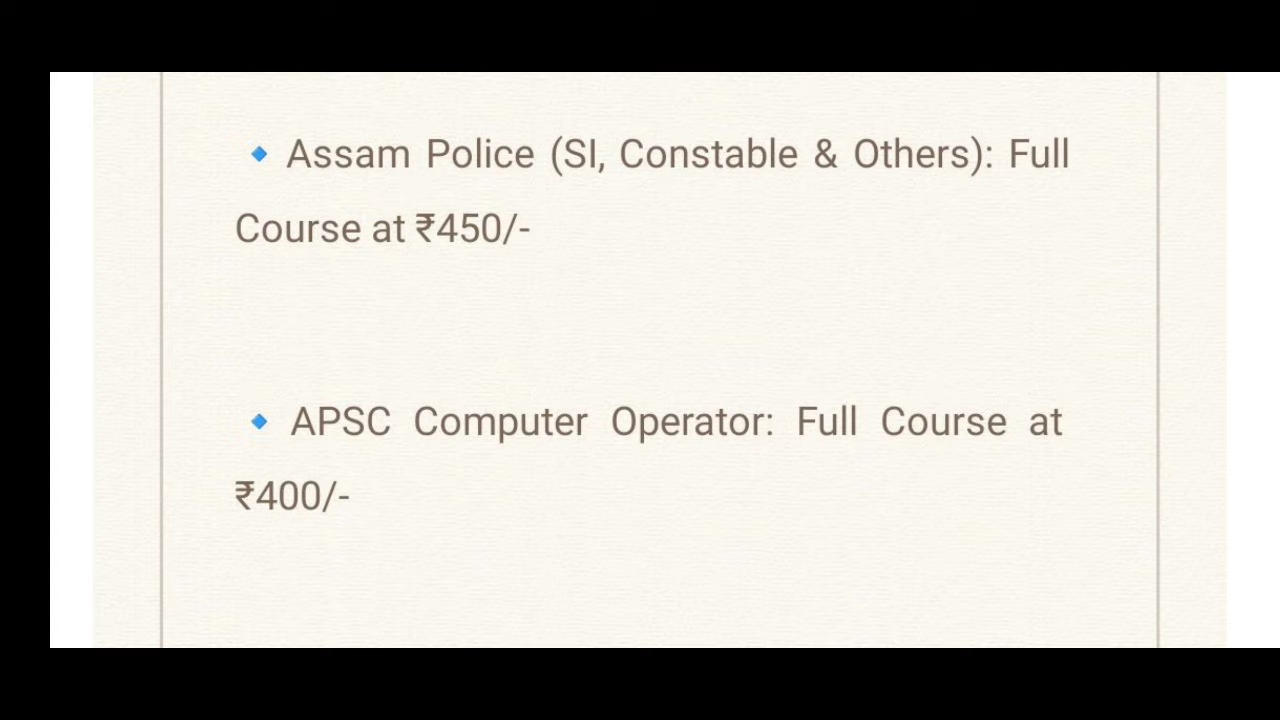 🔹 Assam Police (SI, Constable & Others): Full
Course at ₹450/-
🔹 APSC Computer Operator: Full Course at
₹400/-